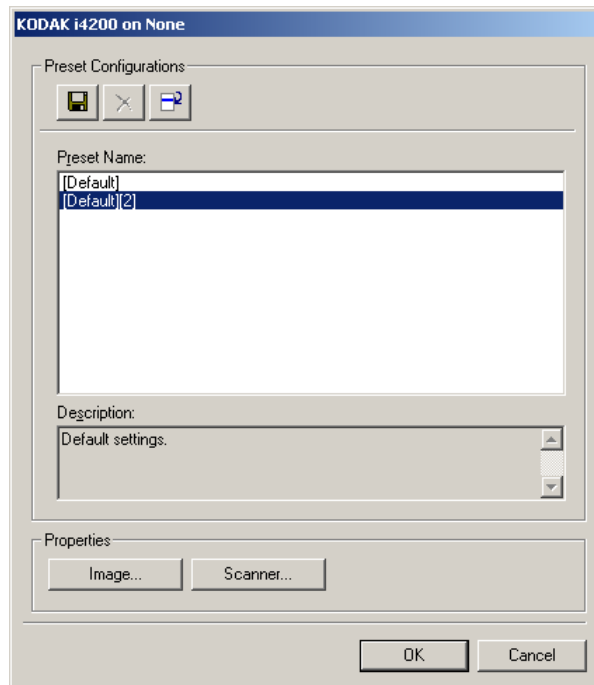 KODAK i4200 on None
Preset Configurations
Preset Name:
[Default]
[Default][2]
Description:
Default settings.
Properties
Image...
Scanner...
OK
Cancel